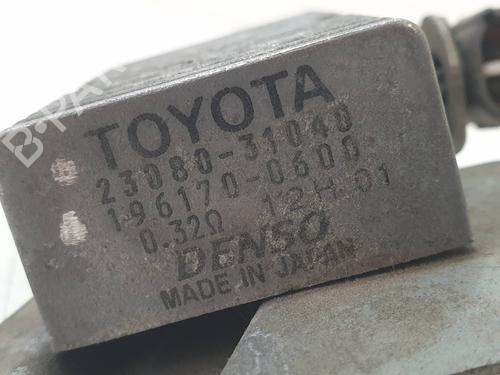 TOYOTA
23080-31040
196170-0600
0.32Ω 12H 01
DENSO
MADE IN JAPAN